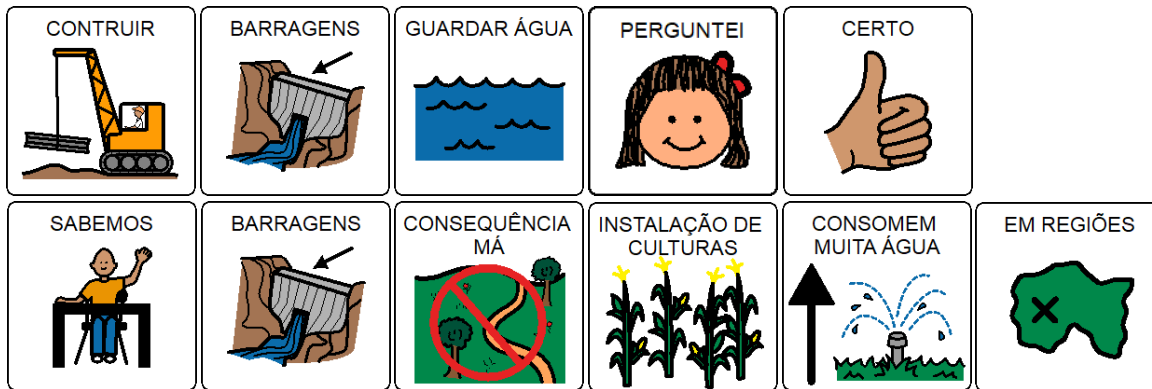 CONTRUIR
BARRAGENS
GUARDAR ÁGUA
PERGUNTEI
CERTO
SABEMOS
BARRAGENS
CONSEQUÊNCIA
MÁ
INSTALAÇÃO DE
CULTURAS
CONSOMEM
MUITA ÁGUA
EM REGIÕES